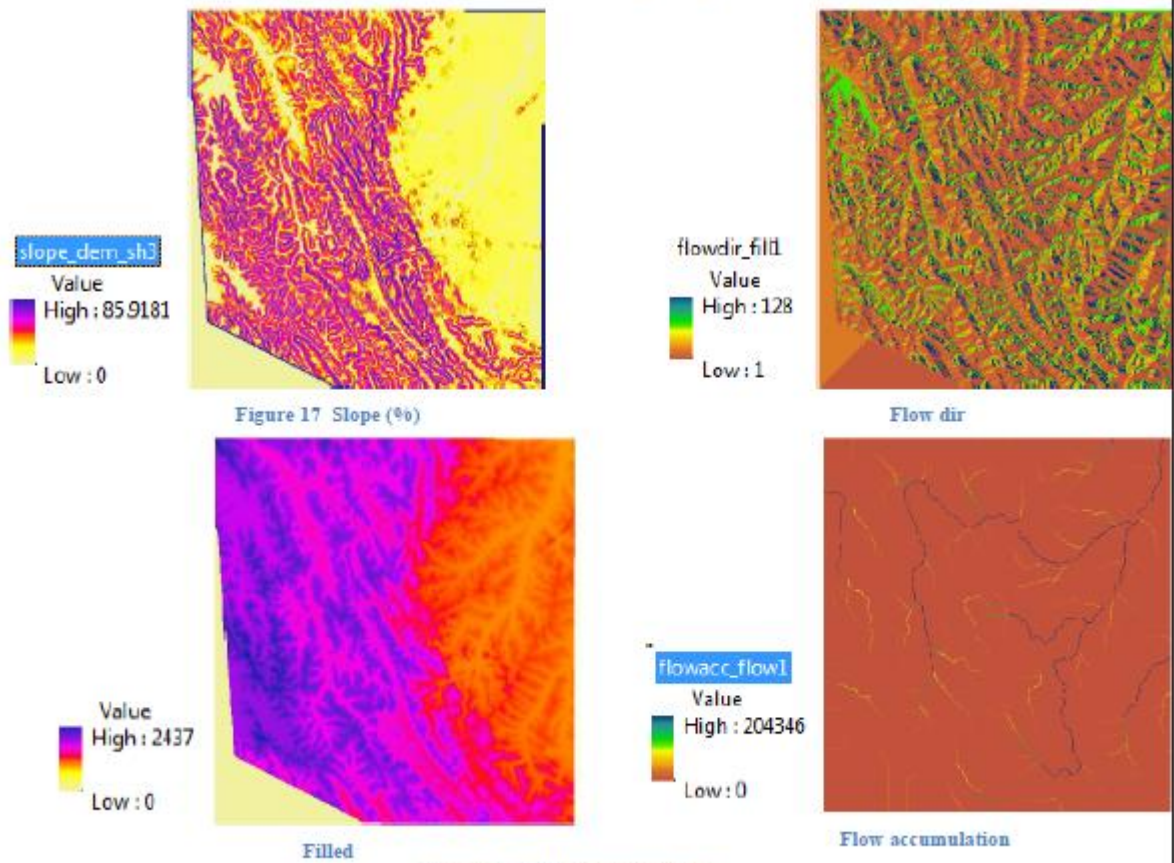 slope_dem_sh3
Value
High : 85.9181
Low : 0
Figure 17 Slope (%)
flowdir_fill1
Value
High : 128
Low : 1
Flow dir
Value
High : 2437
Low : 0
Filled
flowacc_flow1
Value
High : 204346
Low : 0
Flow accumulation